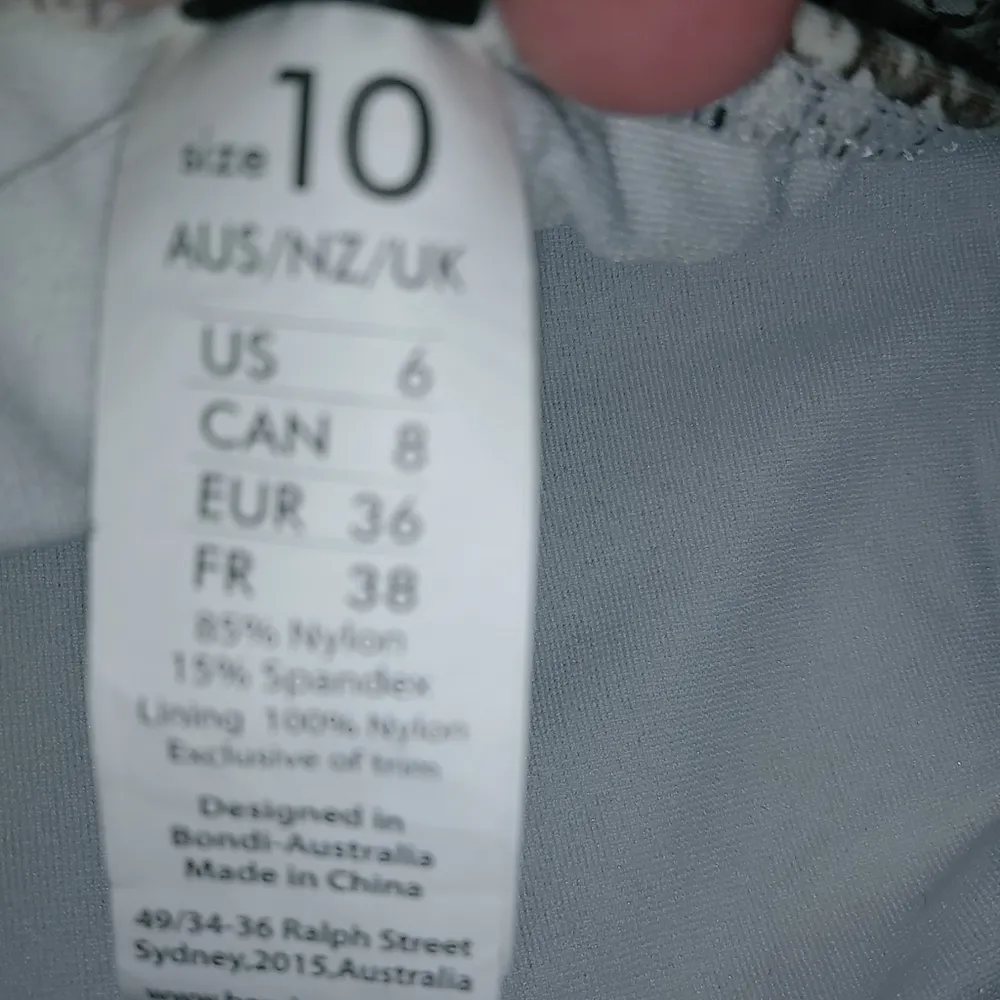 size 10
AUS/NZ/UK
US 6
CAN 8
EUR 36
FR 38
85% Nylon
15% Spandex
Lining 100% Nylon
Exclusive of trim
Designed in
Bondi-Australia
Made in China
49/34-36 Ralph Street
Sydney,2015,Australia